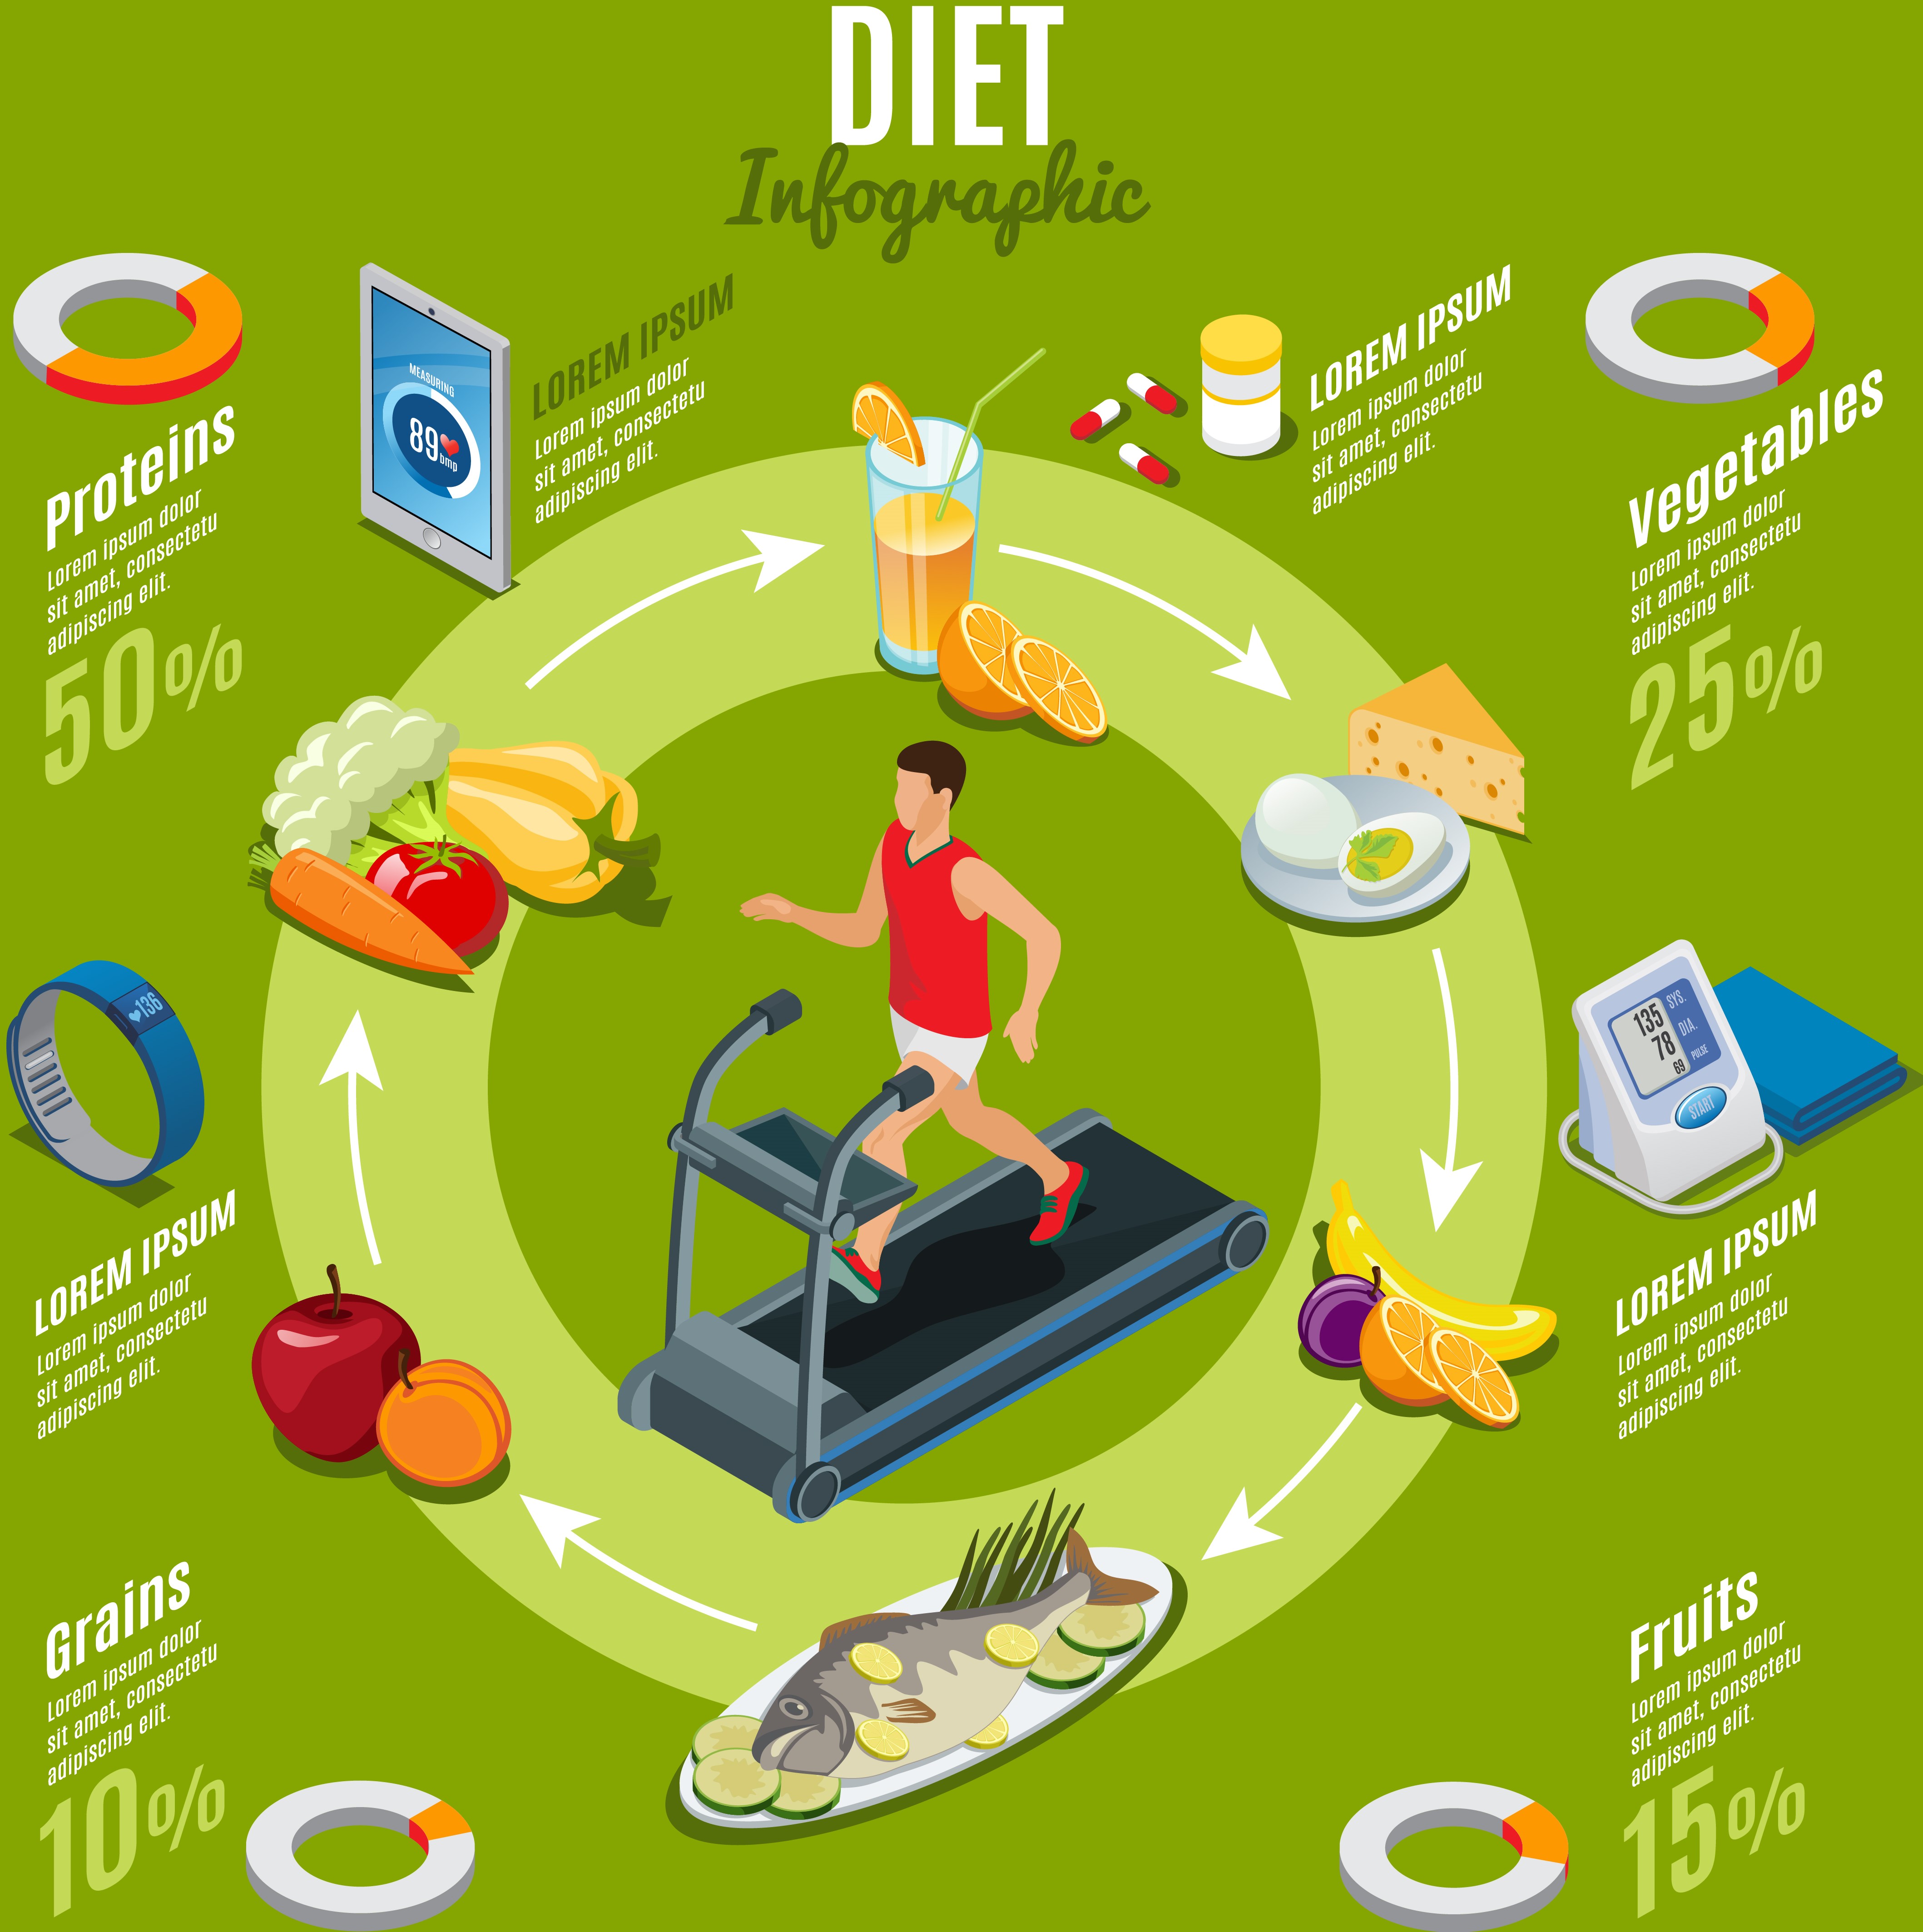 DIET
Infographic
Proteins
Lorem ipsum dolor
sit amet, consectetu
adipiscing elit.
50%
MEASURING
89
bmp
LOREM IPSUM
Lorem ipsum dolor
sit amet, consectetu
adipiscing elit.
LOREM IPSUM
Lorem ipsum dolor
sit amet, consectetu
adipiscing elit.
Vegetables
Lorem ipsum dolor
sit amet, consectetu
adipiscing elit.
25%
136
LOREM IPSUM
Lorem ipsum dolor
sit amet, consectetu
adipiscing elit.
135 SYS.
78 DIA.
69 PULSE
START
LOREM IPSUM
Lorem ipsum dolor
sit amet, consectetu
adipiscing elit.
Grains
Lorem ipsum dolor
sit amet, consectetu
adipiscing elit.
10%
Fruits
Lorem ipsum dolor
sit amet, consectetu
adipiscing elit.
15%